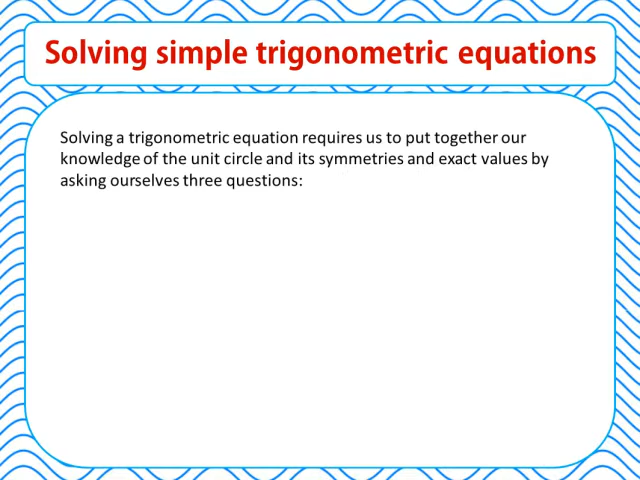 Solving simple trigonometric equations
Solving a trigonometric equation requires us to put together our
knowledge of the unit circle and its symmetries and exact values by
asking ourselves three questions: